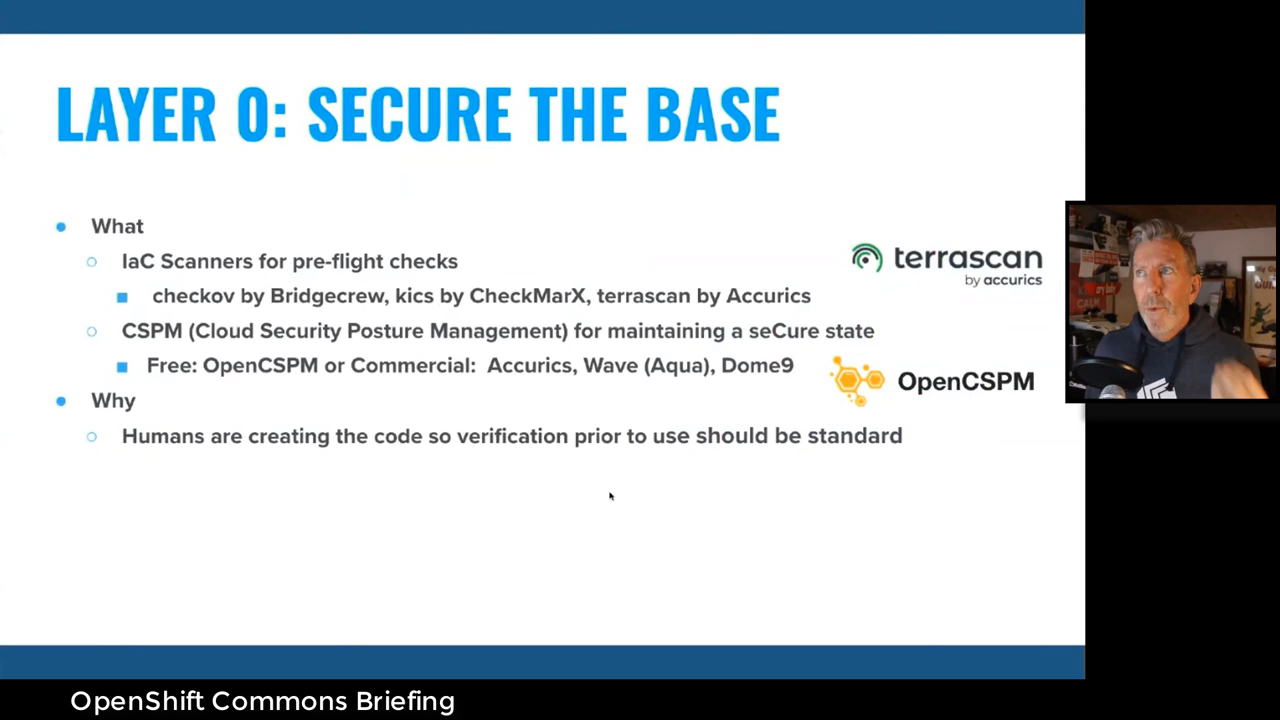 LAYER 0: SECURE THE BASE
What
IaC Scanners for pre-flight checks
checkov by Bridgecrew, kics by CheckMarX, terrascan by Accurics
CSPM (Cloud Security Posture Management) for maintaining a seCure state
Free: OpenCSPM or Commercial: Accurics, Wave (Aqua), Dome9
Why
Humans are creating the code so verification prior to use should be standard
terrascan
by accurics
OpenCSPM
OpenShift Commons Briefing